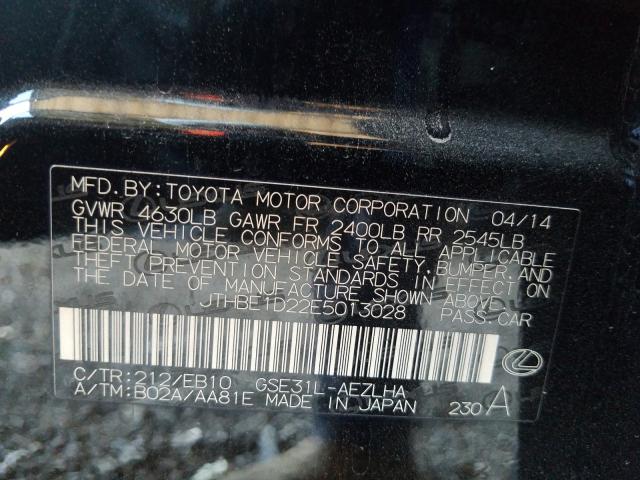 MFD. BY: TOYOTA MOTOR CORPORATION 04/14
GVWR 4630LB GAWR FR 2400LB RR 2545LB
THIS VEHICLE CONFORMS TO ALL APPLICABLE
FEDERAL MOTOR VEHICLE SAFETY, BUMPER, AND
THEFT PREVENTION STANDARDS IN EFFECT ON
THE DATE OF MANUFACTURE SHOWN ABOVE.
JTHBE1D22E5013028 PASS. CAR
C/TR: 212/EB10 GSE31L-AEZLHA
A/TM: B02A/AA81E MADE IN JAPAN 230 A